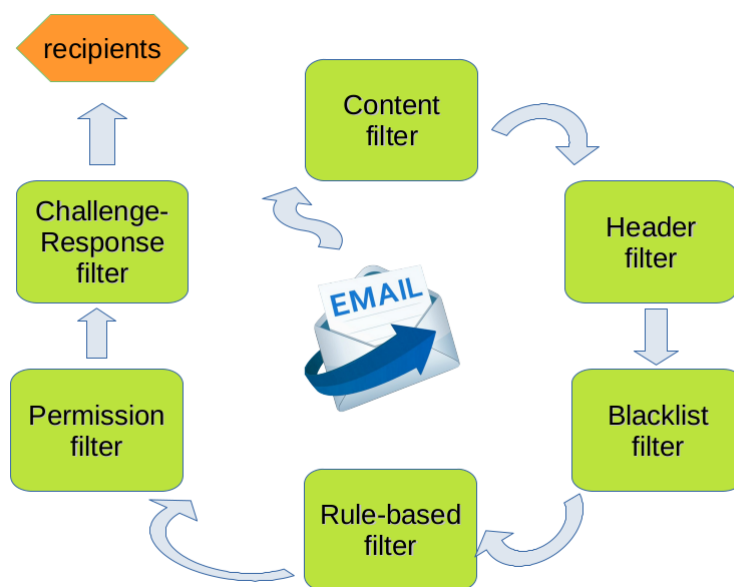 recipients
Content
filter
Header
filter
Blacklist
filter
Rule-based
filter
Permission
filter
Challenge-
Response
filter
EMAIL